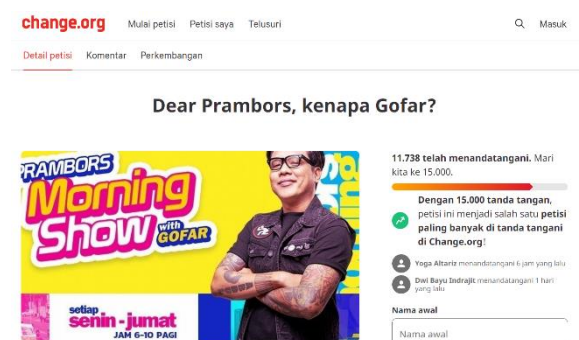 change.org Mulai petisi Petisi saya Telusuri Masuk
Detail petisi Komentar Perkembangan
Dear Prambors, kenapa Gofar?
PRAMBORS
Morning
Show with
GOFAR
setiap
senin - jumat
JAM 6-10 PAGI
11.738 telah menandatangani. Mari
kita ke 15.000.
Dengan 15.000 tanda tangan,
petisi ini menjadi salah satu petisi
paling banyak di tanda tangani
di Change.org!
Yoga Altariz menandatangani 6 jam yang lalu
Dwi Bayu Indrajit menandatangani 1 hari
yang lalu
Nama awal
Nama awal